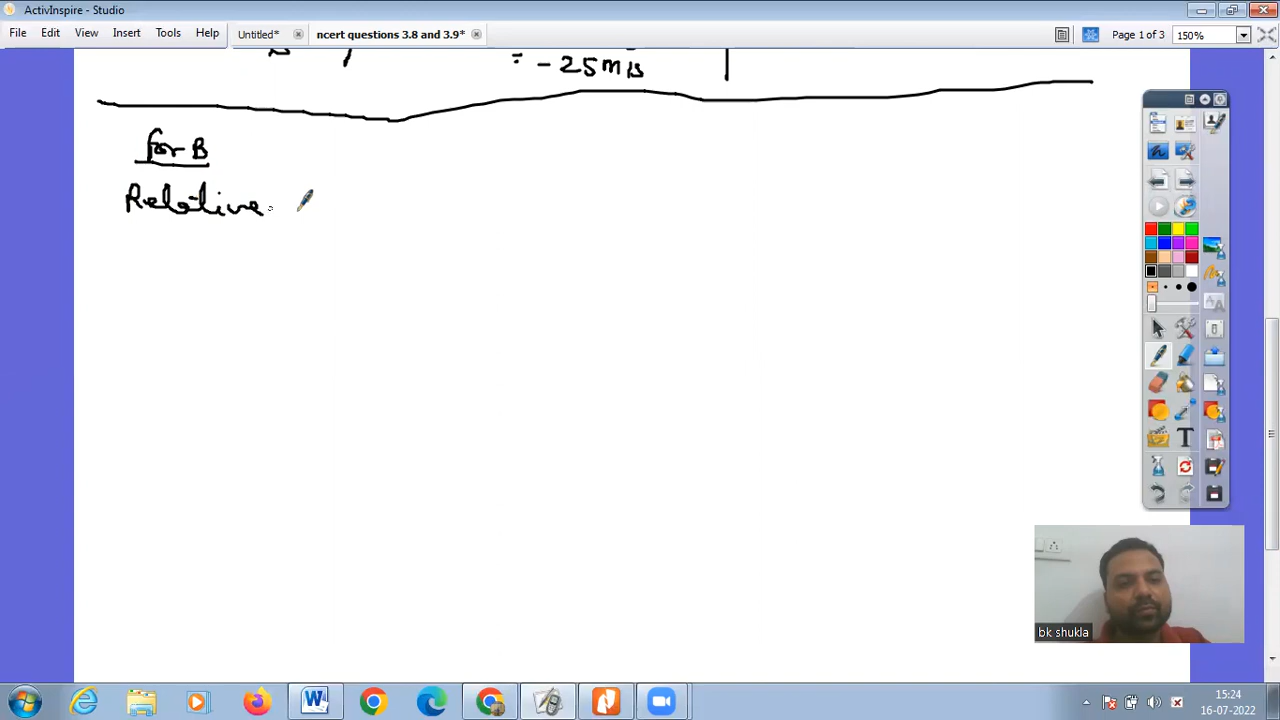 ActivInspire - Studio
File Edit View Insert Tools Help Untitled* ncert questions 3.8 and 3.9* Page 1 of 3 150%
= - 25 m/s
for B
Relative
bk shukla
15:24
16-07-2022